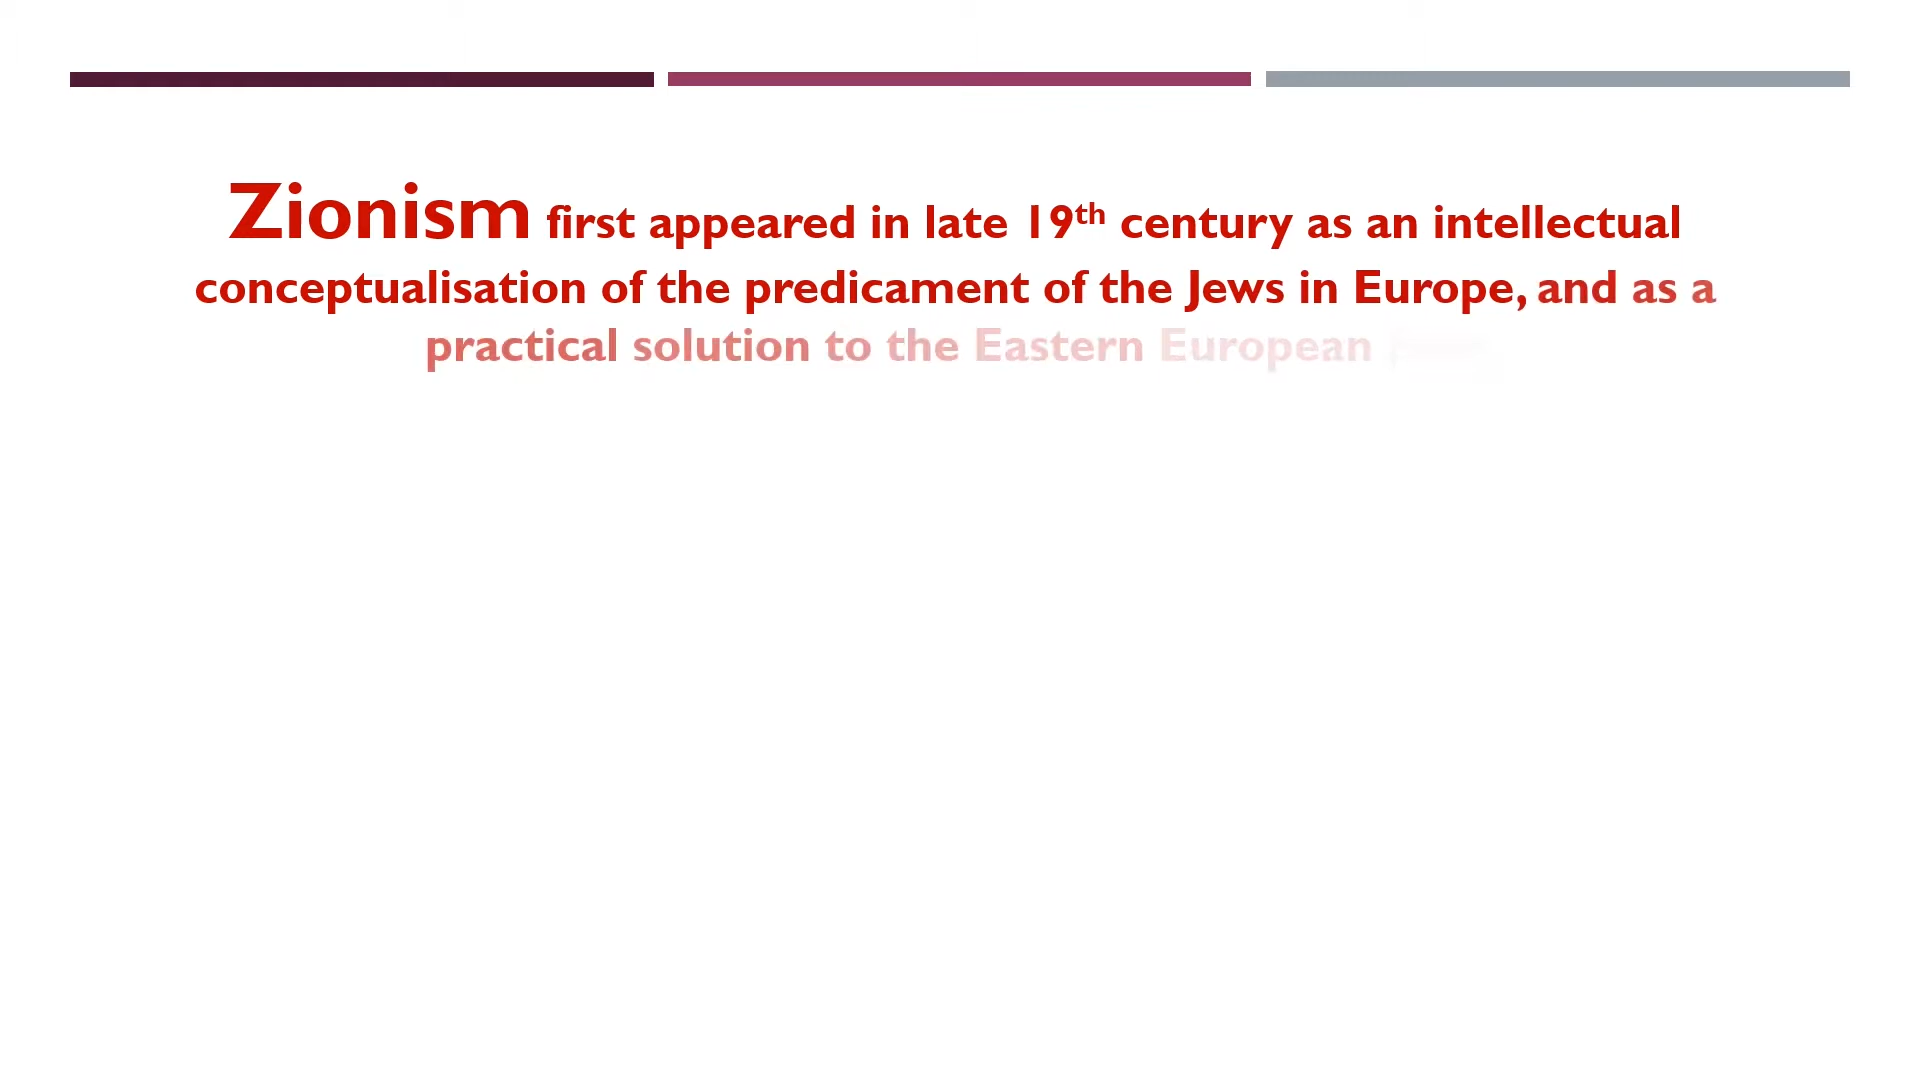 Zionism first appeared in late 19th century as an intellectual
conceptualisation of the predicament of the Jews in Europe, and as a
practical solution to the Eastern European